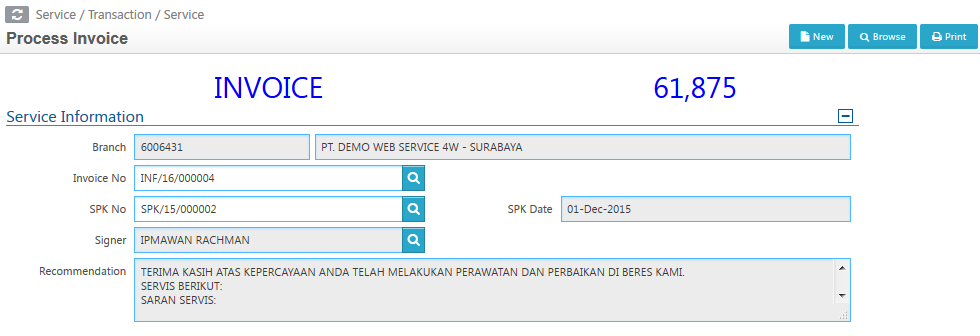 Service / Transaction / Service
Process Invoice
New
Browse
Print
INVOICE 61,875
Service Information
Branch 6006431 PT. DEMO WEB SERVICE 4W - SURABAYA
Invoice No INF/16/000004
SPK No SPK/15/000002 SPK Date 01-Dec-2015
Signer IPMAWAN RACHMAN
Recommendation TERIMA KASIH ATAS KEPERCAYAAN ANDA TELAH MELAKUKAN PERAWATAN DAN PERBAIKAN DI BERES KAMI.
SERVIS BERIKUT:
SARAN SERVIS: